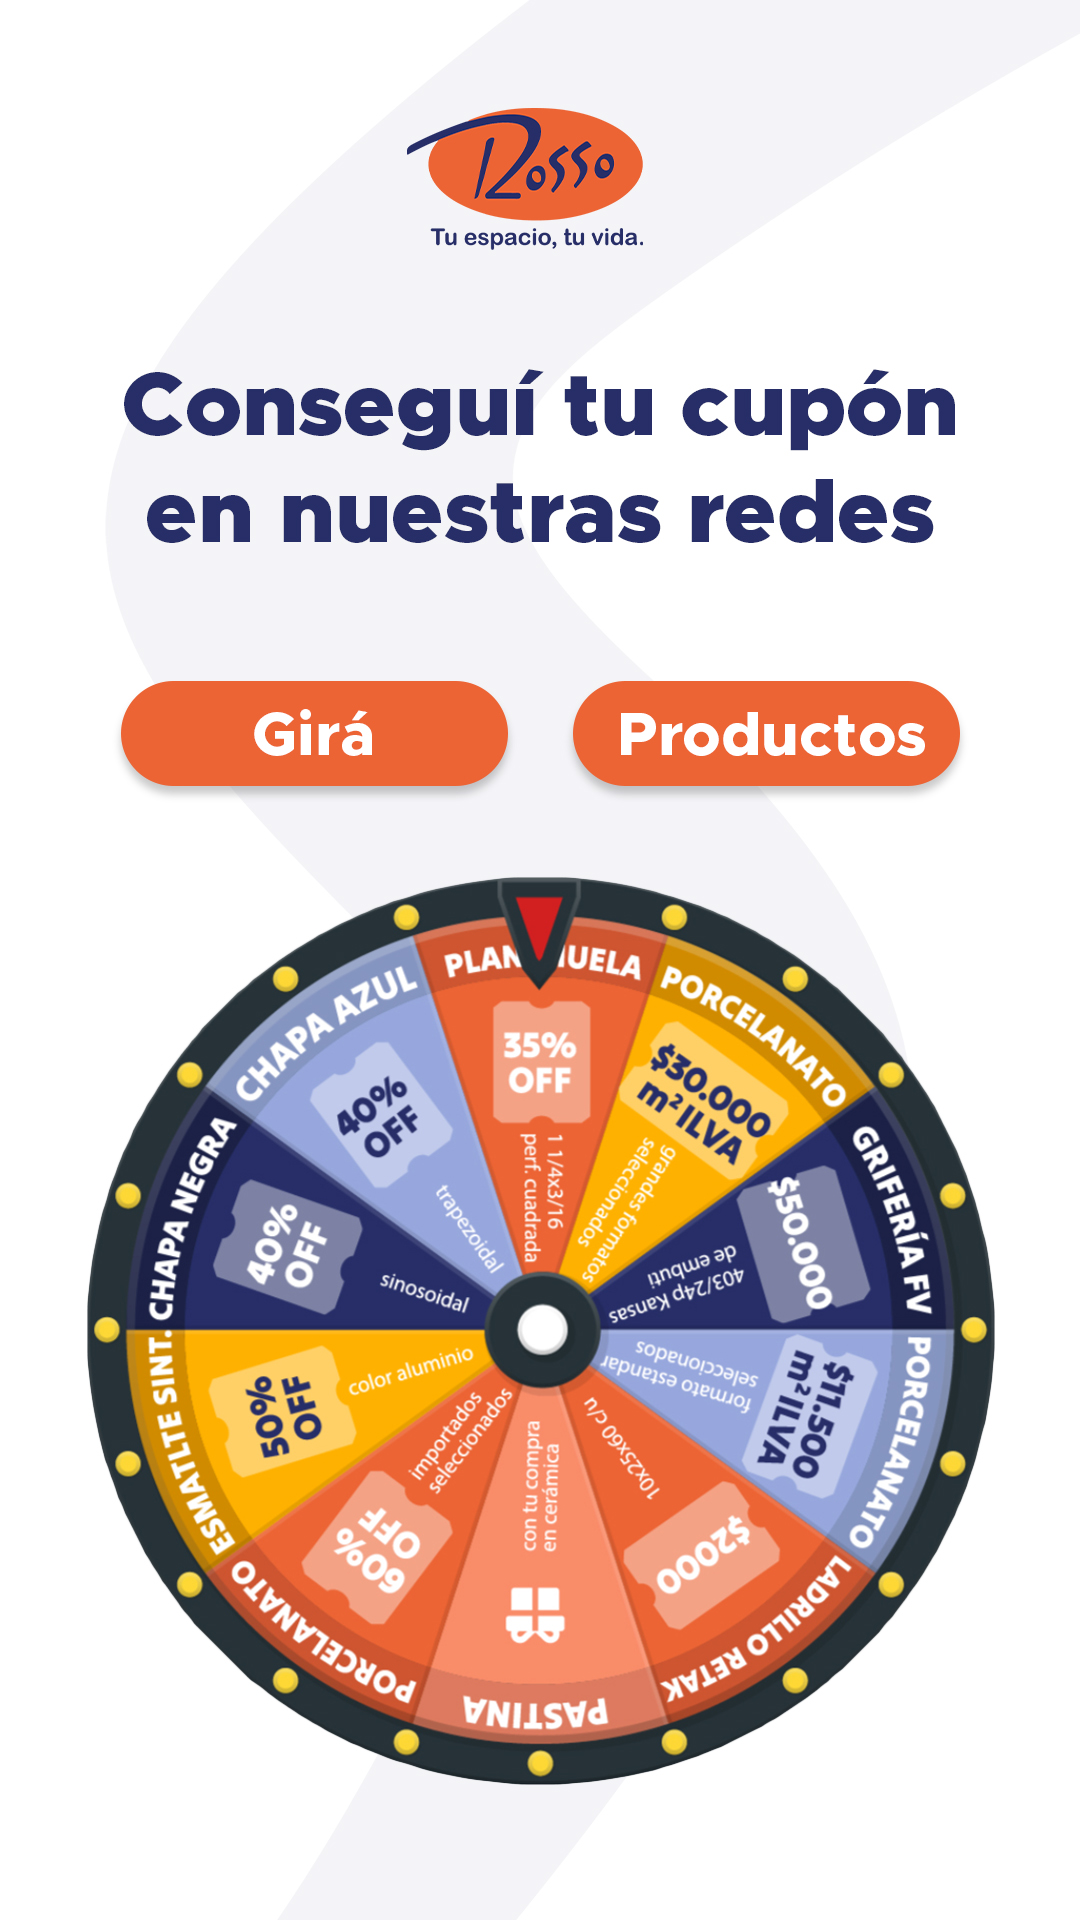 Rosso
Tu espacio, tu vida.
Conseguí tu cupón
en nuestras redes
Girá
Productos
PLAN UELA
35%
OFF
1 1/4x3/16
perf. cuadrada
PORCELANATO
$30.000
m² ILVA
grandes formatos
seleccionados
GRIFERÍA FV
$50.000
403/24p Kansas
de embutí
PORCELANATO
$11.500
m² ILVA
formato estandar
seleccionados
LADRILLO RETAK
$2000
10x25x60 c/u
PASTINA
con tu compra
en cerámica
PORCELANATO
60%
OFF
importados
seleccionados
ESMATLTE SINT.
50%
OFF
color aluminio
CHAPA NEGRA
40%
OFF
sinosoidal
CHAPA AZUL
40%
OFF
trapezoidal